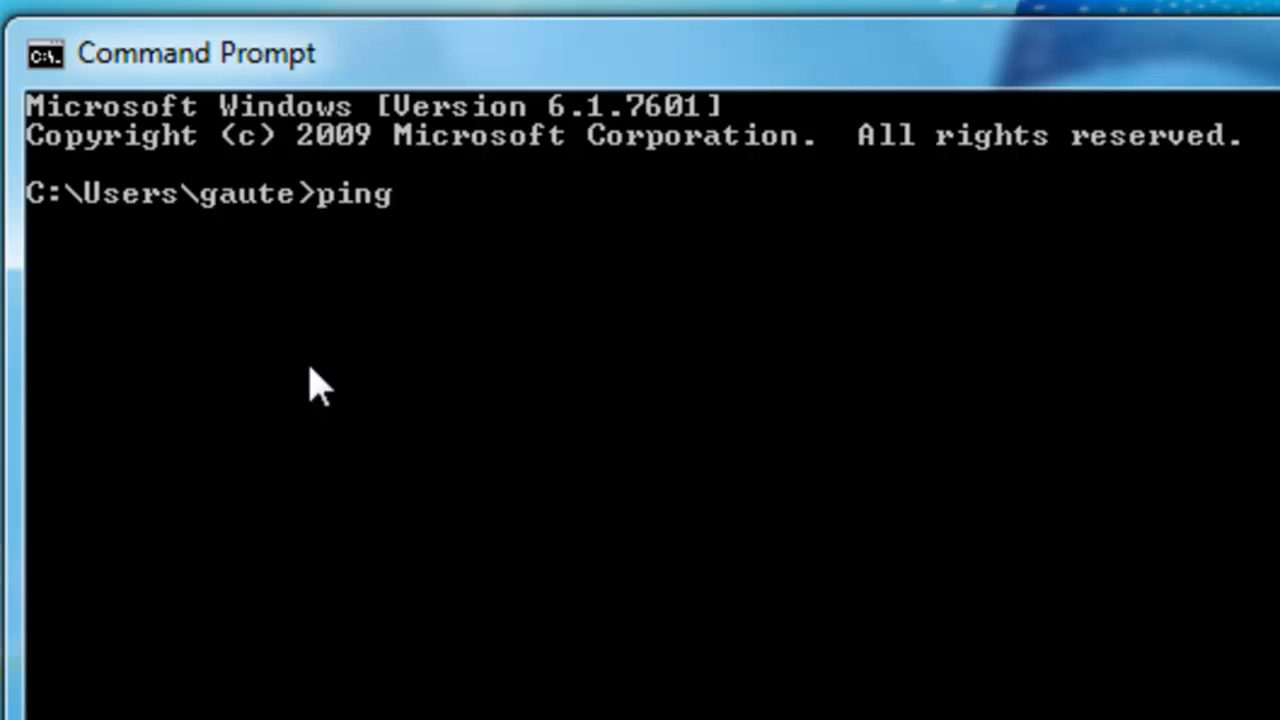 Command Prompt
Microsoft Windows [Version 6.1.7601]
Copyright (c) 2009 Microsoft Corporation.  All rights reserved.
C:\Users\gaute>ping